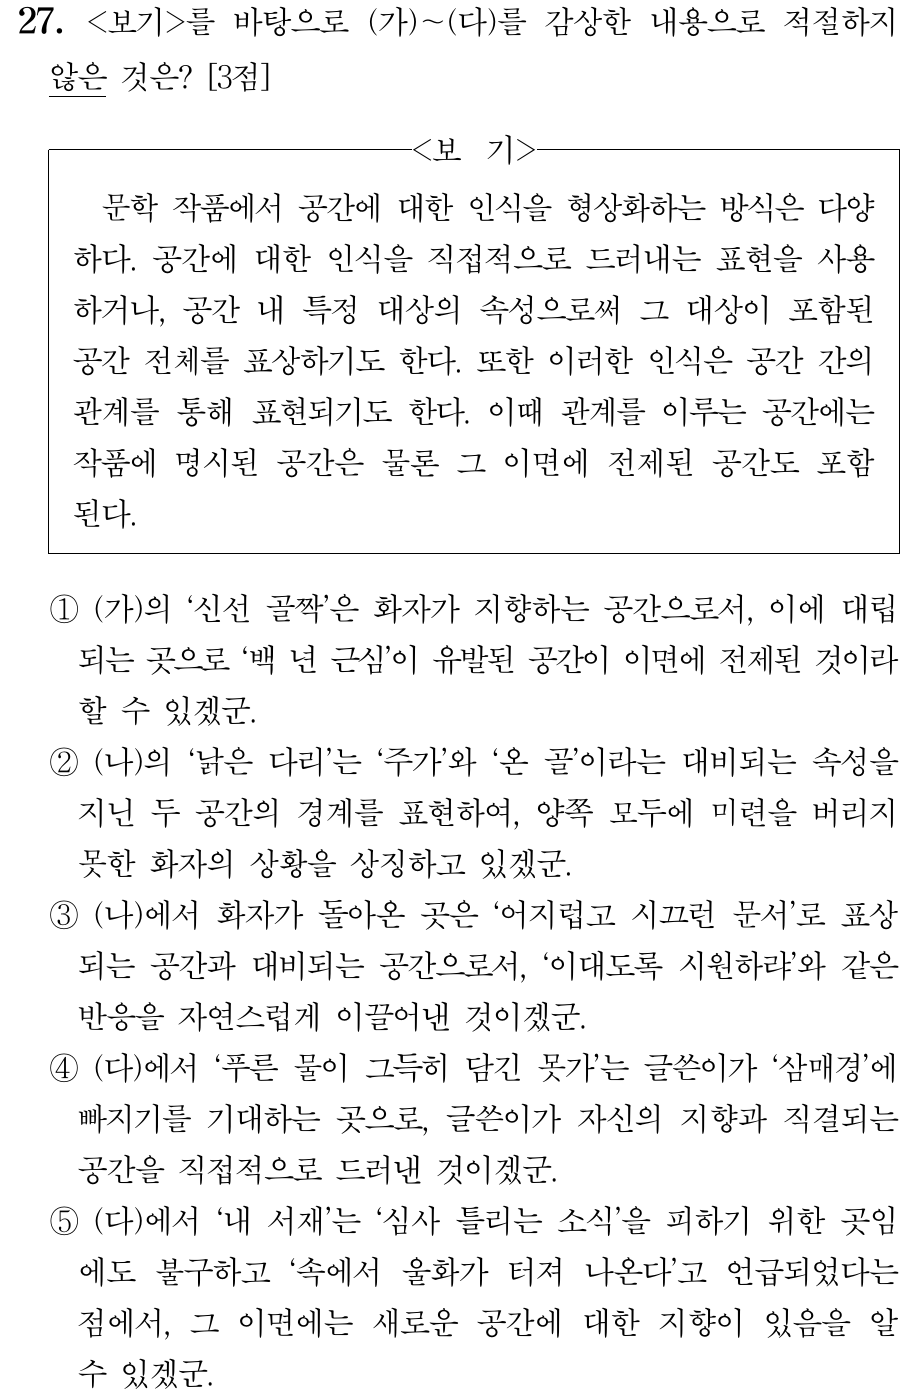 27. <보기>를 바탕으로 (가)~(다)를 감상한 내용으로 적절하지
않은 것은? [3점]
<보 기>
문학 작품에서 공간에 대한 인식을 형상화하는 방식은 다양
하다. 공간에 대한 인식을 직접적으로 드러내는 표현을 사용
하거나, 공간 내 특정 대상의 속성으로써 그 대상이 포함된
공간 전체를 표상하기도 한다. 또한 이러한 인식은 공간 간의
관계를 통해 표현되기도 한다. 이때 관계를 이루는 공간에는
작품에 명시된 공간은 물론 그 이면에 전제된 공간도 포함
된다.
① (가)의 ‘신선 골짝’은 화자가 지향하는 공간으로서, 이에 대립
되는 곳으로 ‘백 년 근심’이 유발된 공간이 이면에 전제된 것이라
할 수 있겠군.
② (나)의 ‘낡은 다리’는 ‘주가’와 ‘온 골’이라는 대비되는 속성을
지닌 두 공간의 경계를 표현하여, 양쪽 모두에 미련을 버리지
못한 화자의 상황을 상징하고 있겠군.
③ (나)에서 화자가 돌아온 곳은 ‘어지럽고 시끄런 문서’로 표상
되는 공간과 대비되는 공간으로서, ‘이대도록 시원하랴’와 같은
반응을 자연스럽게 이끌어낸 것이겠군.
④ (다)에서 ‘푸른 물이 그득히 담긴 못가’는 글쓴이가 ‘삼매경’에
빠지기를 기대하는 곳으로, 글쓴이가 자신의 지향과 직결되는
공간을 직접적으로 드러낸 것이겠군.
⑤ (다)에서 ‘내 서재’는 ‘심사 틀리는 소식’을 피하기 위한 곳임
에도 불구하고 ‘속에서 울화가 터져 나온다’고 언급되었다는
점에서, 그 이면에는 새로운 공간에 대한 지향이 있음을 알
수 있겠군.